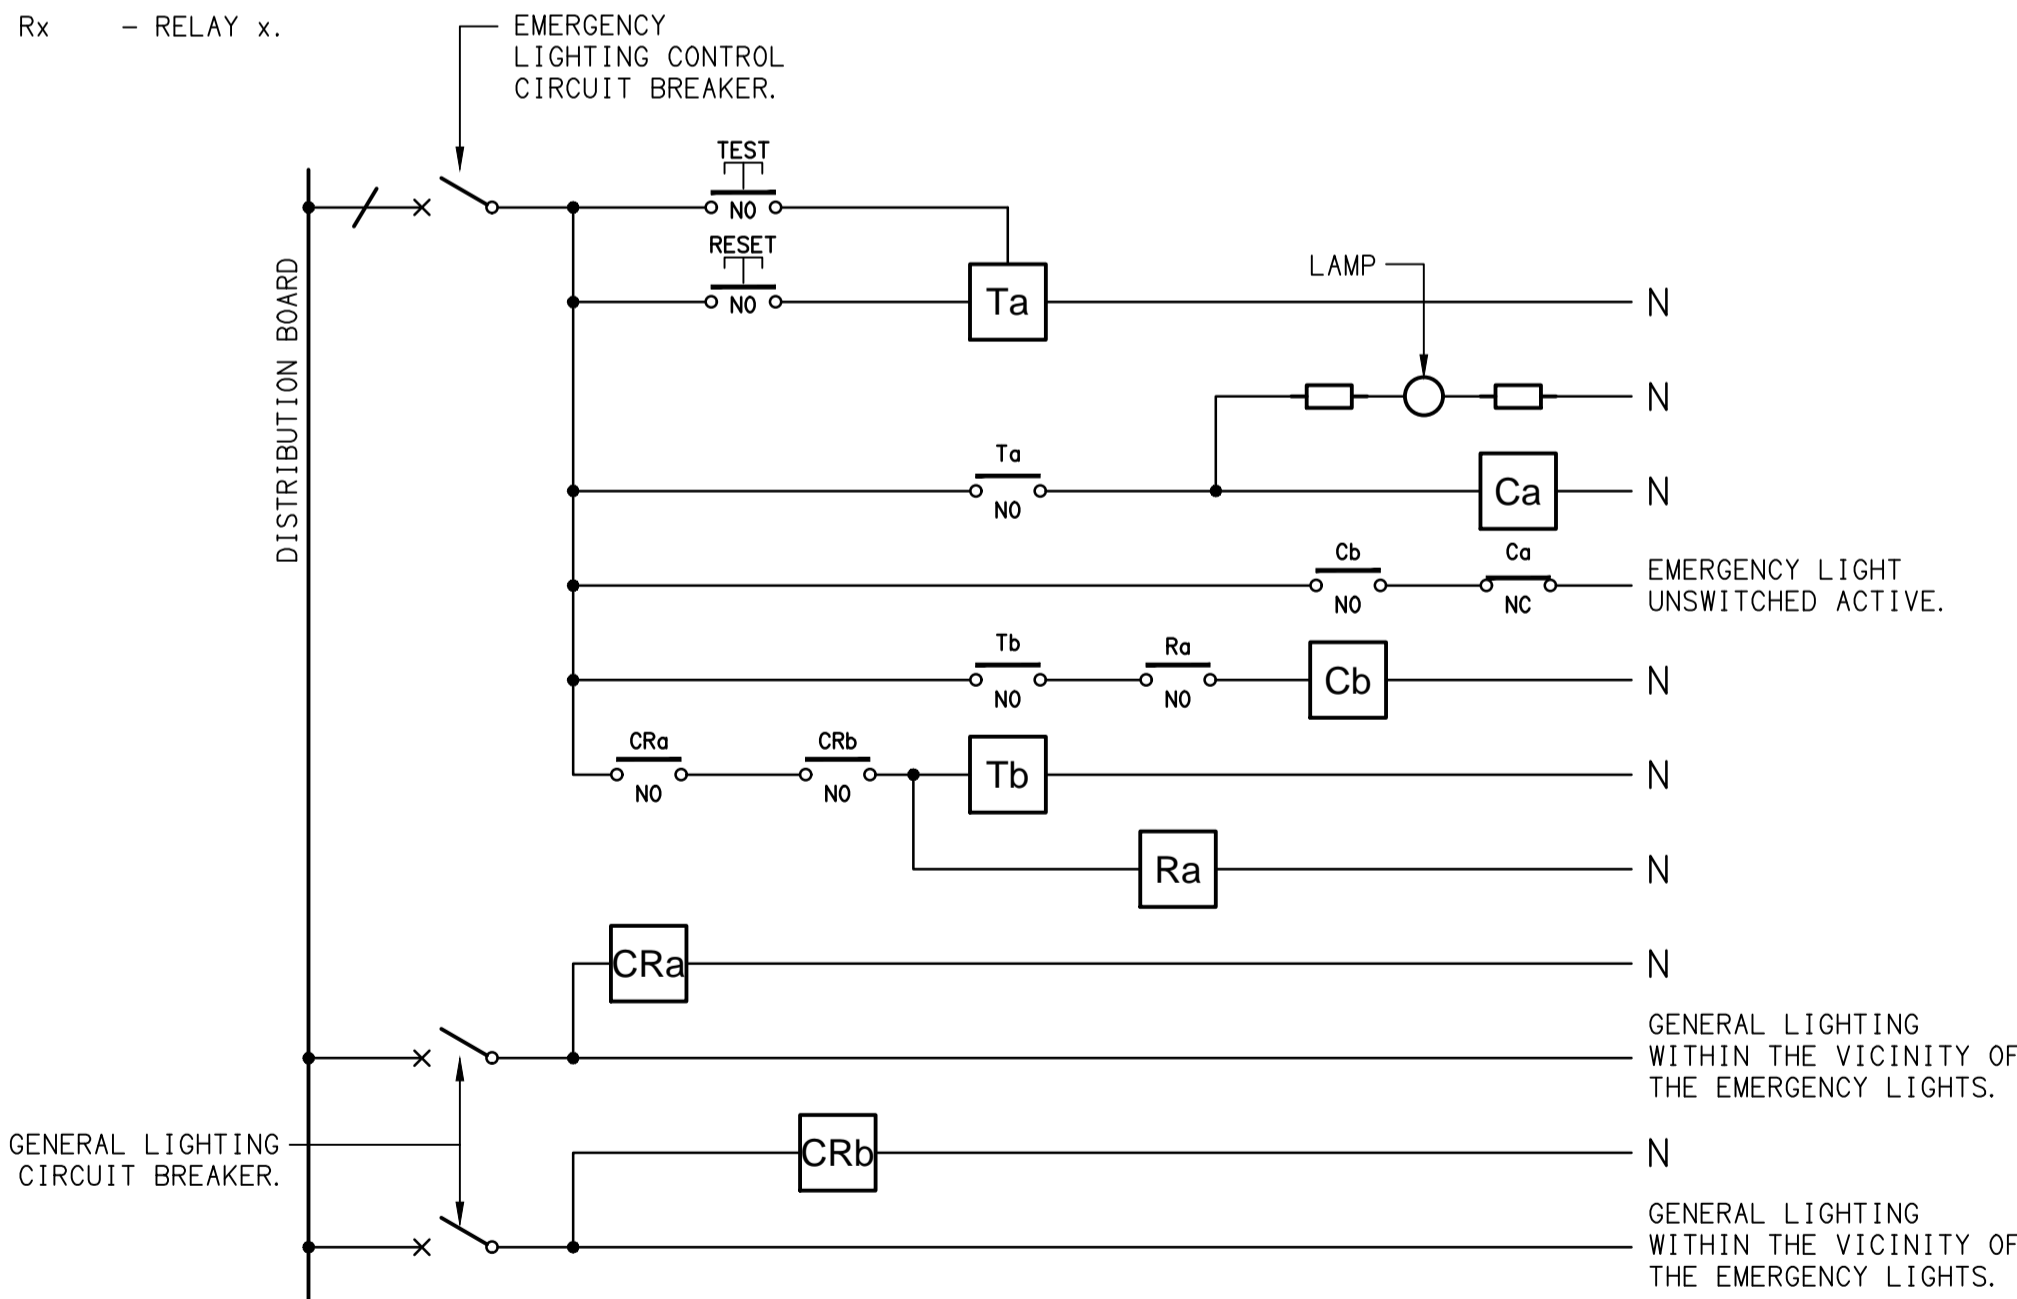 Rx – RELAY x.
EMERGENCY
LIGHTING CONTROL
CIRCUIT BREAKER.
TEST
NO
RESET
NO
Ta
N
LAMP
N
DISTRIBUTION BOARD
Ta
NO
Ca
N
Cb
NO
Ca
NC
EMERGENCY LIGHT
UNSWITCHED ACTIVE.
Tb
NO
Ra
NO
Cb
N
CRa
NO
CRb
NO
Tb
N
Ra
N
CRa
N
GENERAL LIGHTING
WITHIN THE VICINITY OF
THE EMERGENCY LIGHTS.
GENERAL LIGHTING
CIRCUIT BREAKER.
CRb
N
GENERAL LIGHTING
WITHIN THE VICINITY OF
THE EMERGENCY LIGHTS.